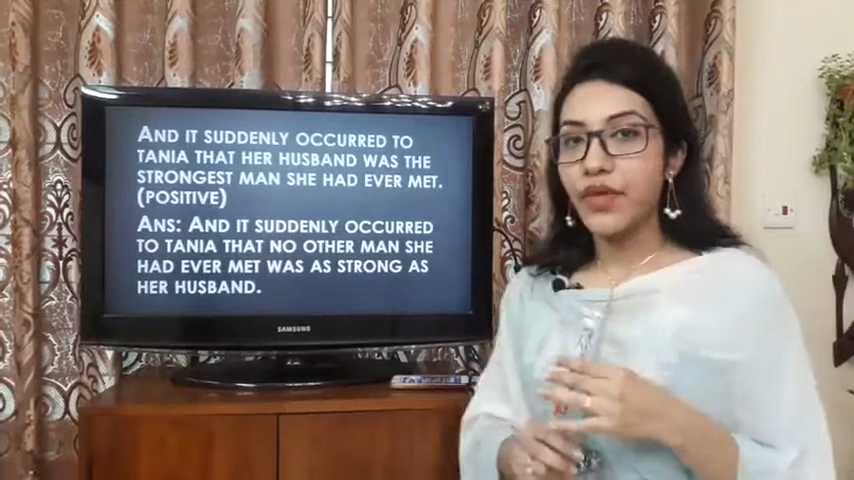 And it suddenly occurred to
Tania that her husband was the
strongest man she had ever met.
(positive)
Ans: And it suddenly occurred
to Tania that no other man she
had ever met was as strong as
her husband.
SAMSUNG